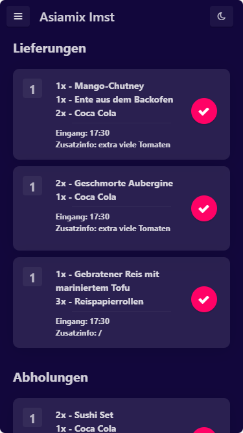 Asiamix Imst
Lieferungen
1
1x - Mango-Chutney
1x - Ente aus dem Backofen
2x - Coca Cola
Eingang: 17:30
Zusatzinfo: extra viele Tomaten
1
2x - Geschmorte Aubergine
1x - Coca Cola
Eingang: 17:30
Zusatzinfo: extra viele Tomaten
1
1x - Gebratener Reis mit
mariniertem Tofu
3x - Reispapierrollen
Eingang: 17:30
Zusatzinfo: /
Abholungen
1
2x - Sushi Set
1x - Coca Cola